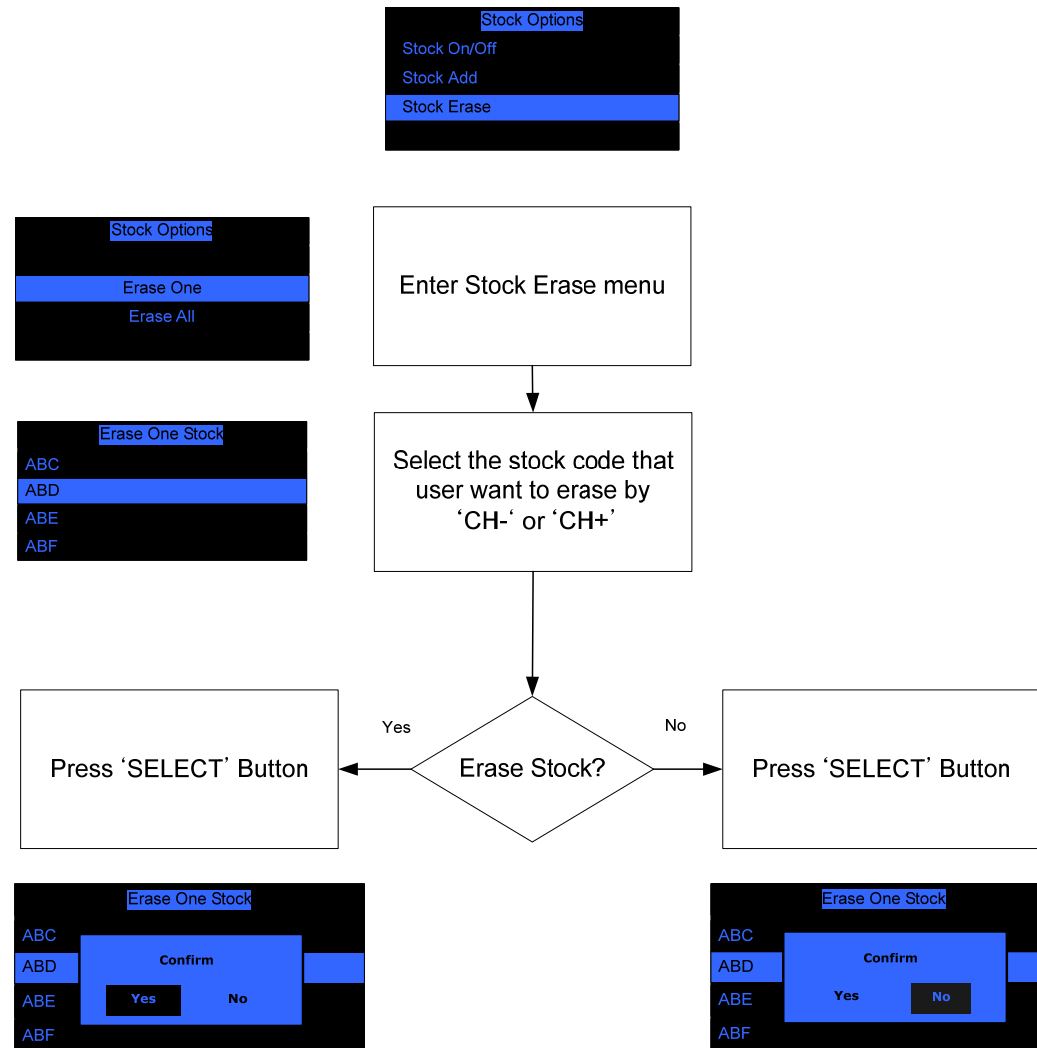 Stock Options
Stock On/Off
Stock Add
Stock Erase
Stock Options
Erase One
Erase All
Enter Stock Erase menu
Erase One Stock
ABC
ABD
ABE
ABF
Select the stock code that
user want to erase by
‘CH-‘ or ‘CH+’
Yes
No
Press ‘SELECT’ Button
Erase Stock?
Press ‘SELECT’ Button
Erase One Stock
ABC
ABD
ABE
ABF
Confirm
Yes No
Erase One Stock
ABC
ABD
ABE
ABF
Confirm
Yes No